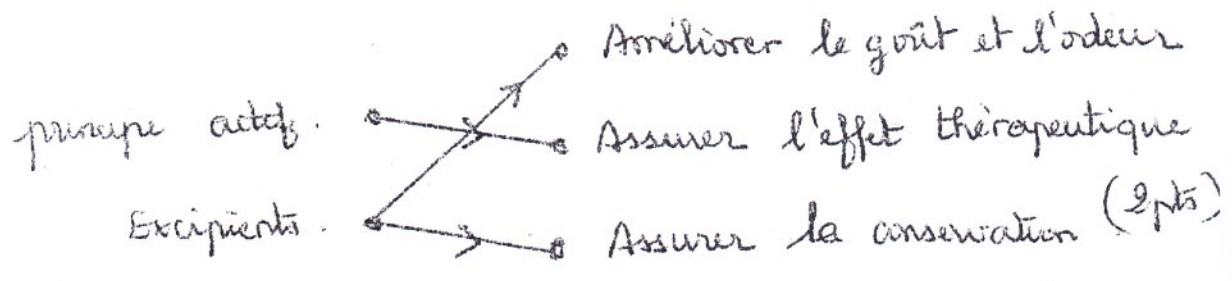 Améliorer le goût et l'odeur
principe actif.
Assurer l'effet thérapeutique
Excipients.
Assurer la conservation (2pts)